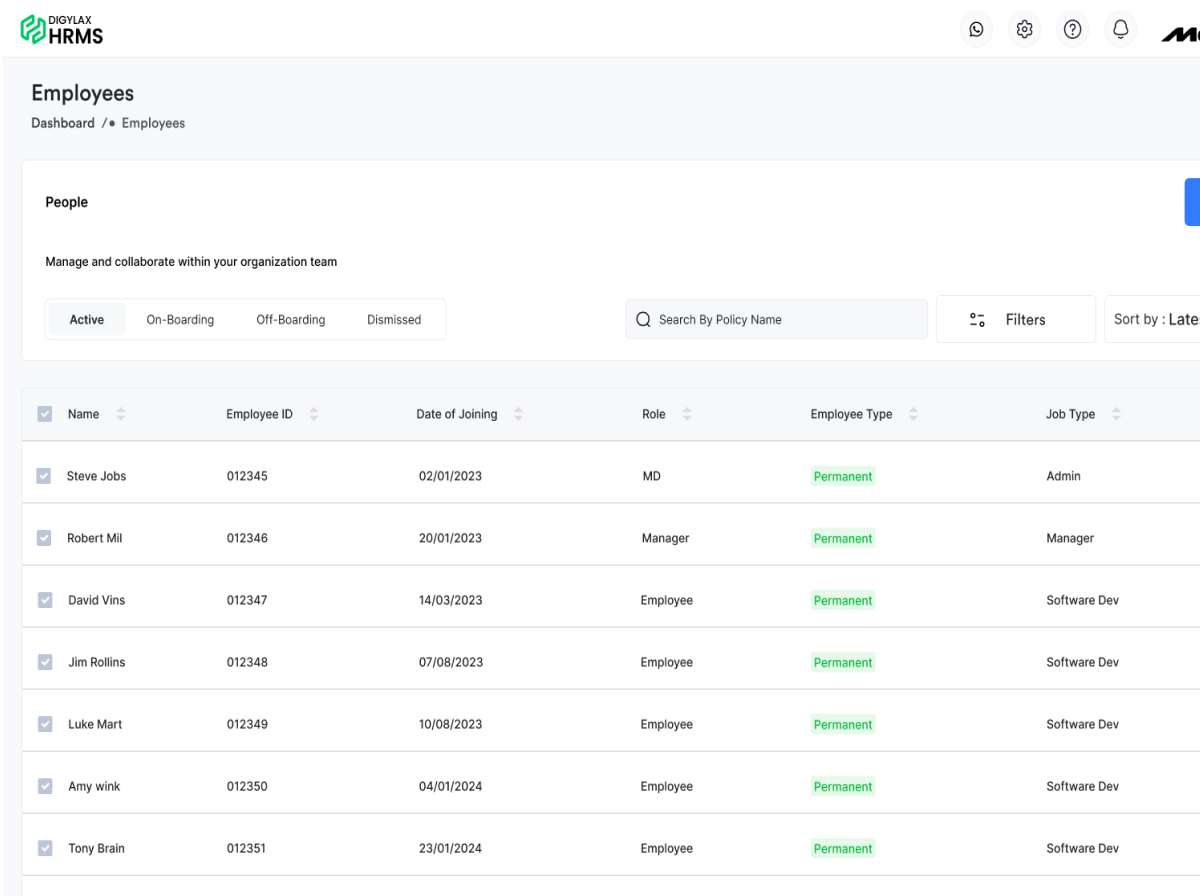 DIGYLAX
HRMS
Employees
Dashboard / • Employees
People
Manage and collaborate within your organization team
Active On-Boarding Off-Boarding Dismissed Search By Policy Name Filters Sort by :
Name Employee ID Date of Joining Role Employee Type Job Type
Steve Jobs 012345 02/01/2023 MD Permanent Admin
Robert Mil 012346 20/01/2023 Manager Permanent Manager
David Vins 012347 14/03/2023 Employee Permanent Software Dev
Jim Rollins 012348 07/08/2023 Employee Permanent Software Dev
Luke Mart 012349 10/08/2023 Employee Permanent Software Dev
Amy wink 012350 04/01/2024 Employee Permanent Software Dev
Tony Brain 012351 23/01/2024 Employee Permanent Software Dev